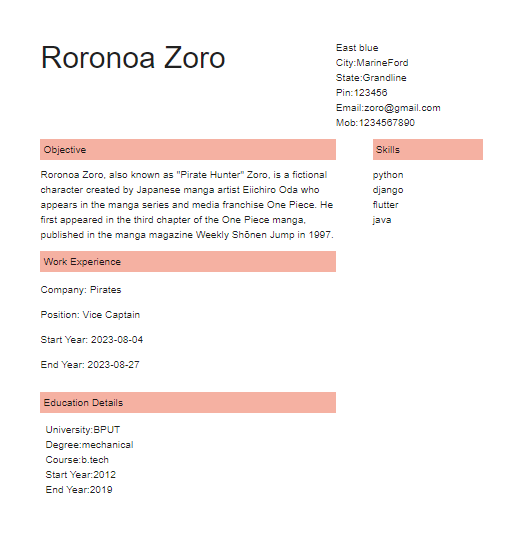 Roronoa Zoro
East blue
City:MarineFord
State:Grandline
Pin:123456
Email:zoro@gmail.com
Mob:1234567890
Objective
Roronoa Zoro, also known as "Pirate Hunter" Zoro, is a fictional
character created by Japanese manga artist Eiichiro Oda who
appears in the manga series and media franchise One Piece. He
first appeared in the third chapter of the One Piece manga,
published in the manga magazine Weekly Shōnen Jump in 1997.
Skills
python
django
flutter
java
Work Experience
Company: Pirates
Position: Vice Captain
Start Year: 2023-08-04
End Year: 2023-08-27
Education Details
University:BPUT
Degree:mechanical
Course:b.tech
Start Year:2012
End Year:2019